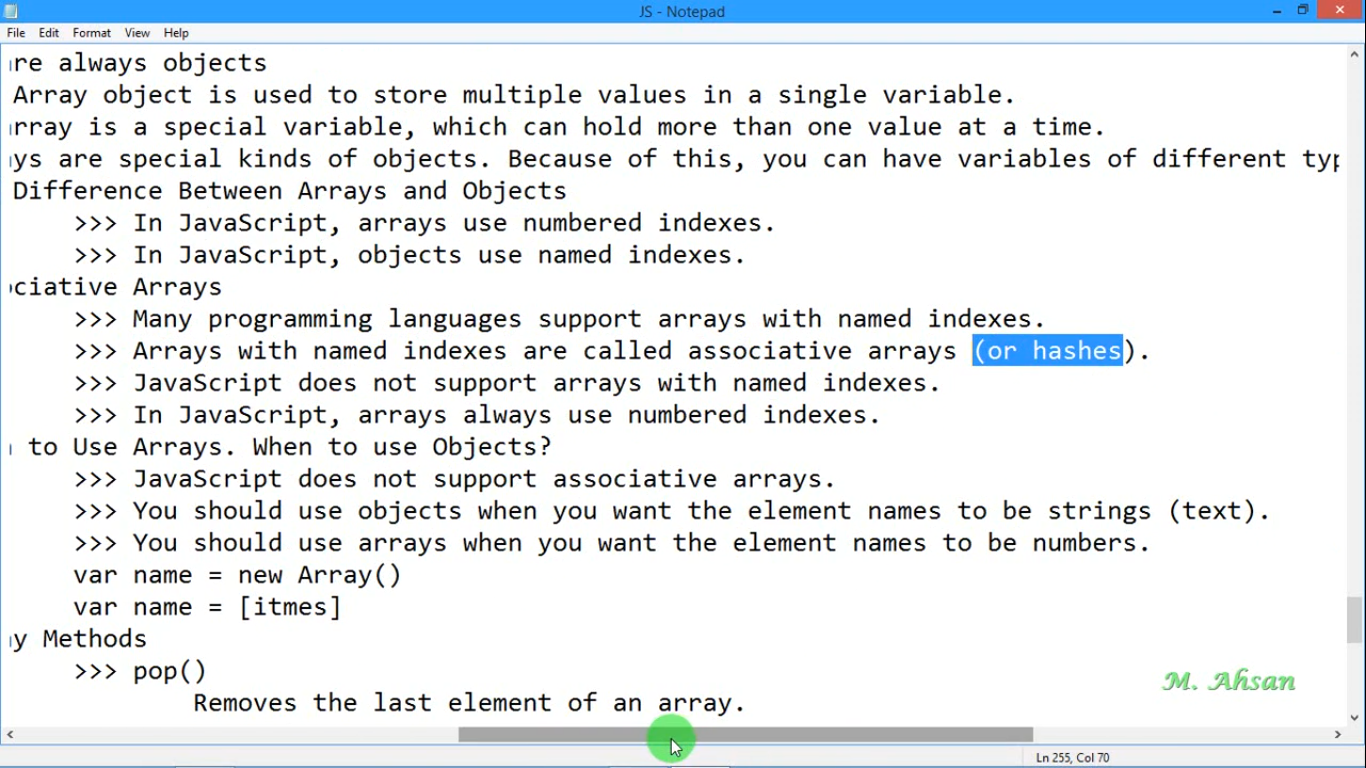 JS - Notepad
File Edit Format View Help
re always objects
Array object is used to store multiple values in a single variable.
rray is a special variable, which can hold more than one value at a time.
ys are special kinds of objects. Because of this, you can have variables of different typ
Difference Between Arrays and Objects
>>> In JavaScript, arrays use numbered indexes.
>>> In JavaScript, objects use named indexes.
ciative Arrays
>>> Many programming languages support arrays with named indexes.
>>> Arrays with named indexes are called associative arrays (or hashes).
>>> JavaScript does not support arrays with named indexes.
>>> In JavaScript, arrays always use numbered indexes.
to Use Arrays. When to use Objects?
>>> JavaScript does not support associative arrays.
>>> You should use objects when you want the element names to be strings (text).
>>> You should use arrays when you want the element names to be numbers.
var name = new Array()
var name = [itmes]
y Methods
>>> pop()
Removes the last element of an array.
M. Ahsan
Ln 255, Col 70